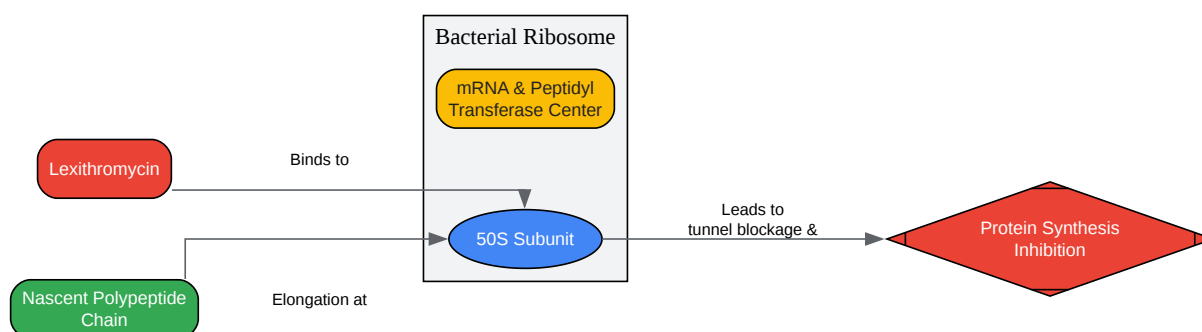 Bacterial Ribosome
mRNA & Peptidyl
Transferase Center
Lexithromycin
Binds to
50S Subunit
Leads to
tunnel blockage &
Protein Synthesis
Inhibition
Nascent Polypeptide
Chain
Elongation at